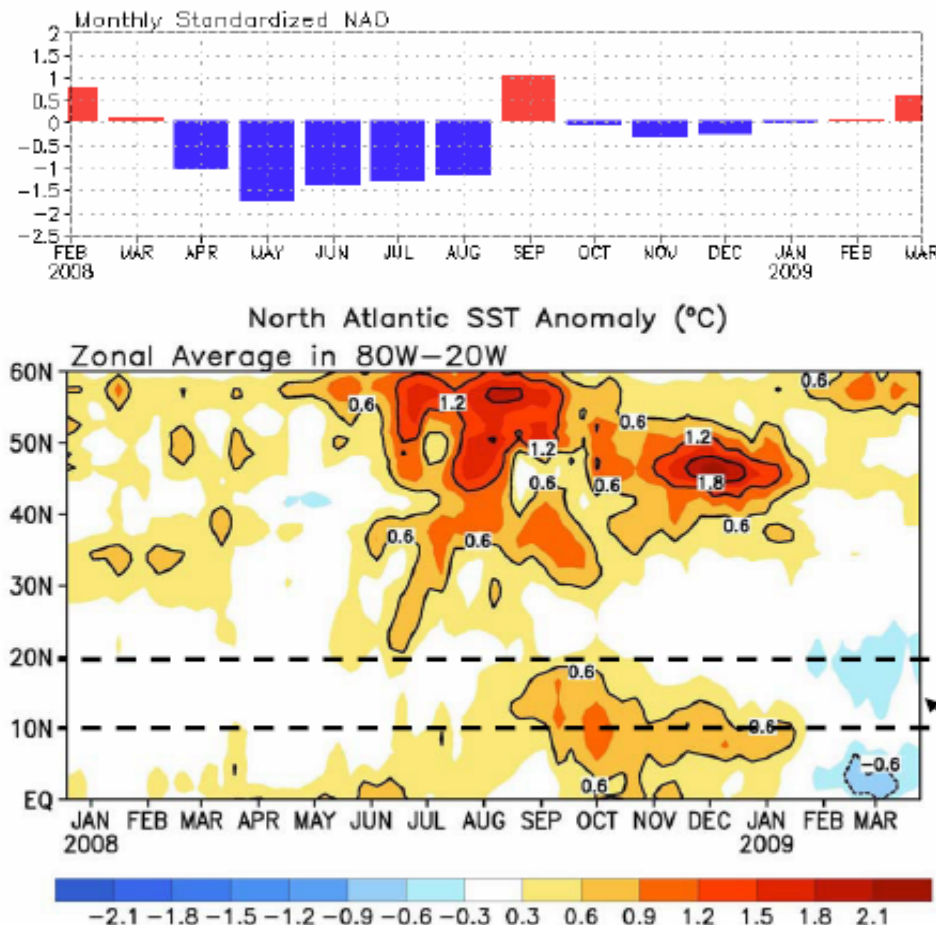 Monthly Standardized NAO
2
1.5
1
0.5
0
-0.5
-1
-1.5
-2
-2.5
FEB MAR APR MAY JUN JUL AUG SEP OCT NOV DEC JAN FEB MAR
2008 2009
North Atlantic SST Anomaly (°C)
Zonal Average in 80W-20W
60N
0.6 0.6
1.2 0.6
50N 1.2 1.2
0.6 0.6 1.8
40N
0.6 0.6 0.6
30N
20N
0.6
10N 0.6
-0.6
EQ 0.6
JAN FEB MAR APR MAY JUN JUL AUG SEP OCT NOV DEC JAN FEB MAR
2008 2009
-2.1 -1.8 -1.5 -1.2 -0.9 -0.6 -0.3 0.3 0.6 0.9 1.2 1.5 1.8 2.1